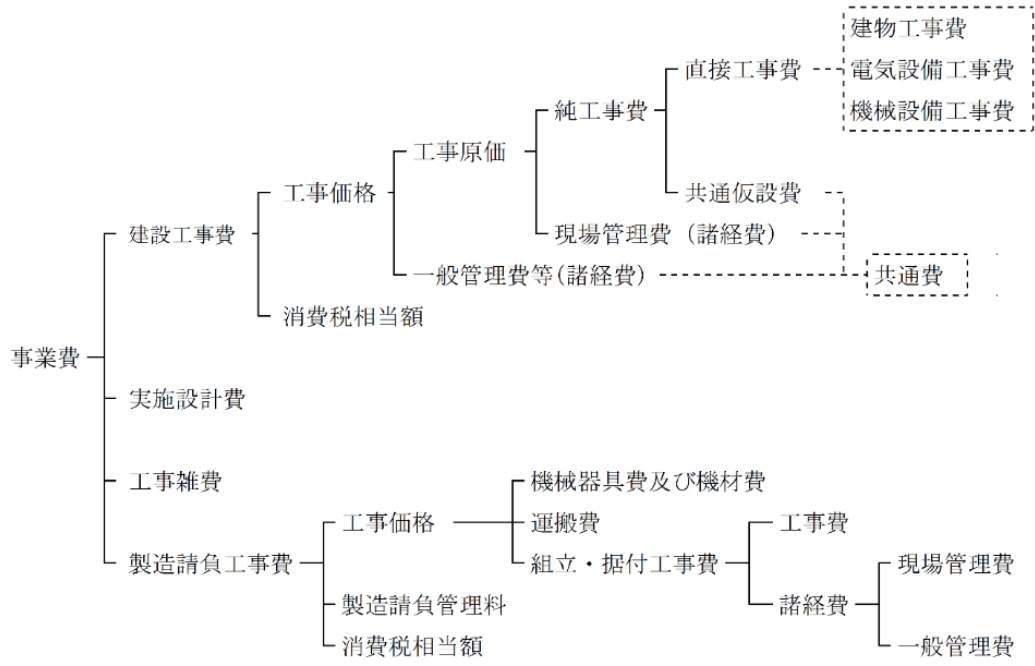 建物工事費
直接工事費
電気設備工事費
純工事費
機械設備工事費
工事原価
工事価格
共通仮設費
建設工事費
現場管理費（諸経費）
一般管理費等(諸経費)
共通費
消費税相当額
事業費
実施設計費
工事雑費
機械器具費及び機材費
工事価格
運搬費
工事費
製造請負工事費
組立・据付工事費
現場管理費
製造請負管理料
諸経費
消費税相当額
一般管理費